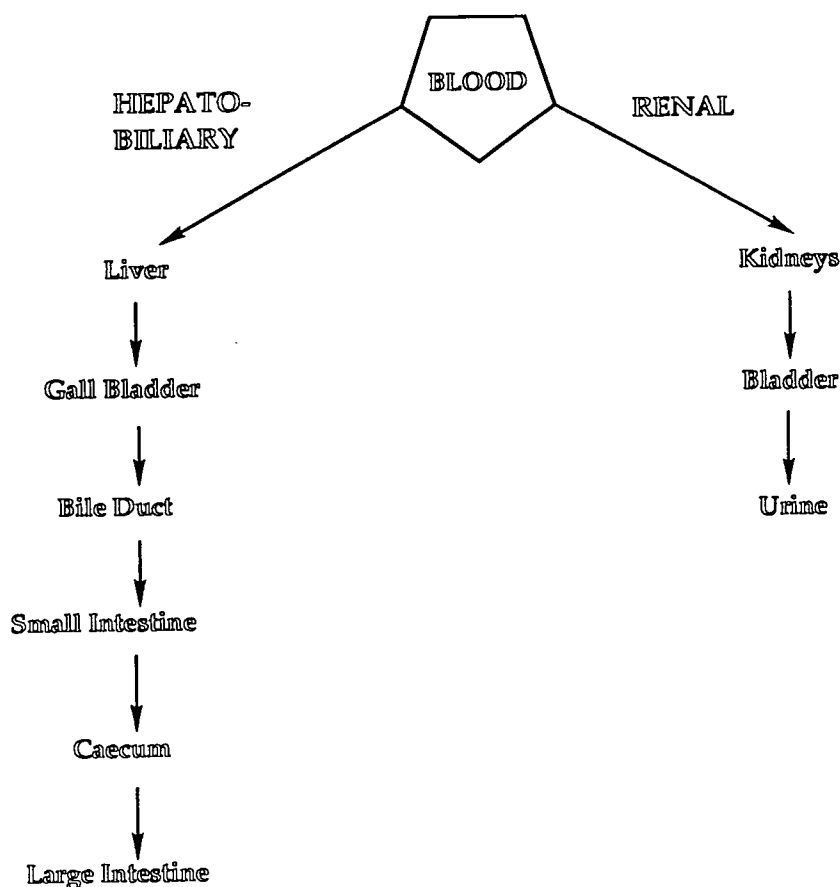 BLOOD
HEPATO-
BILIARY
RENAL
Liver
Gall Bladder
Bile Duct
Small Intestine
Caecum
Large Intestine
Kidneys
Bladder
Urine